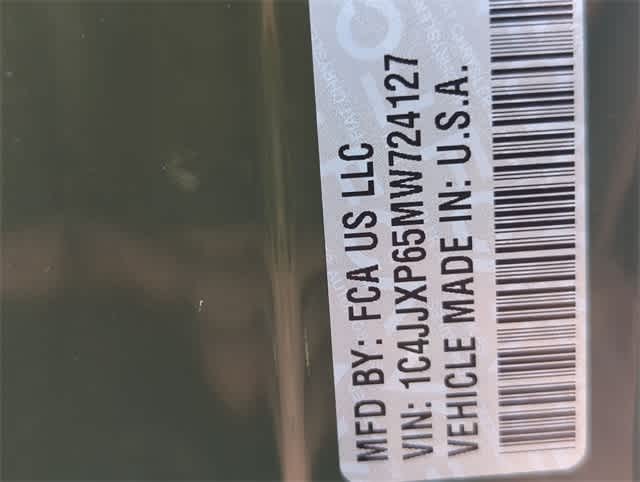 MFD BY: FCA US LLC
VIN: 1C4JJXP65MW724127
VEHICLE MADE IN: U.S.A.